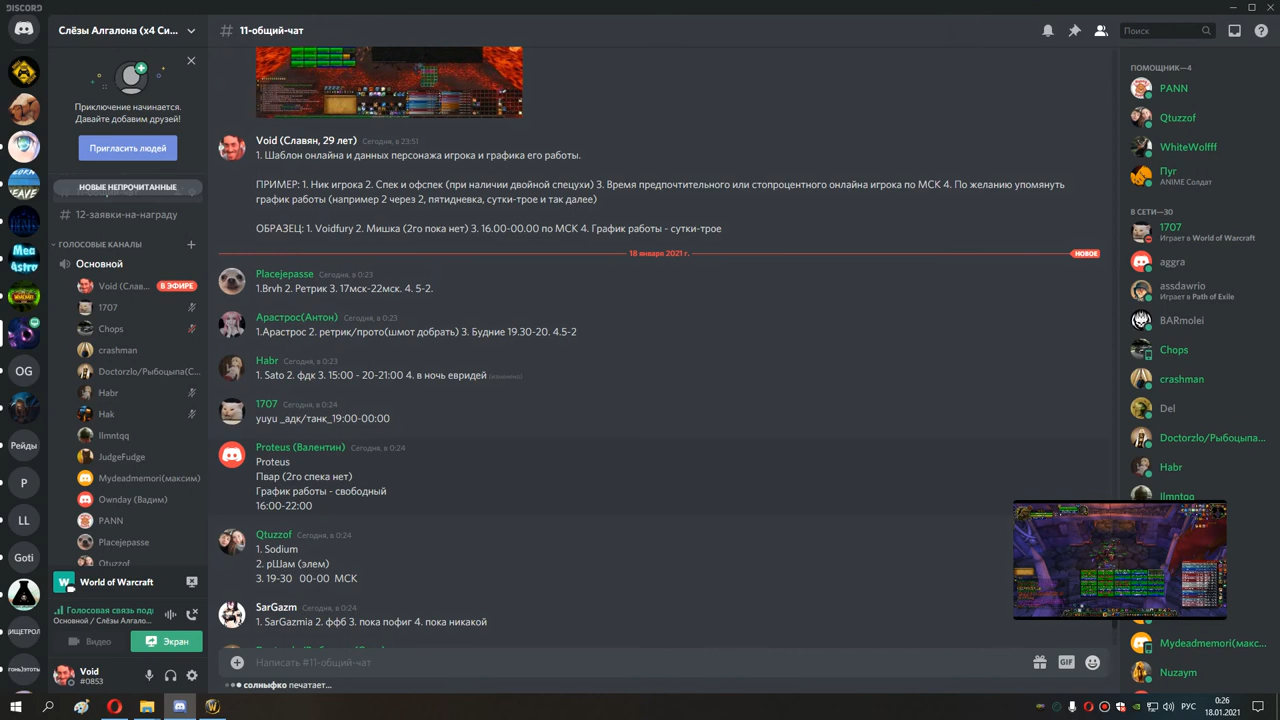 DISCORD
Слёзы Алгалона (x4 Си...
11-общий-чат
Поиск
Приключение начинается.
Давайте добавим друзей!
Пригласить людей
НОВЫЕ НЕПРОЧИТАННЫЕ
12-заявки-на-награду
ГОЛОСОВЫЕ КАНАЛЫ
Основной
Void (Слав...
В ЭФИРЕ
1707
Chops
crashman
Doctorzlo/Рыбоцыпа(С...
Habr
Hak
Ilmntqq
JudgeFudge
Mydeadmemori(максим)
Ownday (Вадим)
PANN
Placejepasse
Qtuzzof
OG
Рейды
P
LL
Goti
World of Warcraft
Голосовая связь под
Основной / Слёзы Алгало...
Видео
Экран
Void
#0853
Void (Славян, 29 лет) Сегодня, в 23:51
1. Шаблон онлайна и данных персонажа игрока и графика его работы.
ПРИМЕР: 1. Ник игрока 2. Спек и офспек (при наличии двойной спецухи) 3. Время предпочтительного или стопроцентного онлайна игрока по МСК 4. По желанию упомянуть
график работы (например 2 через 2, пятидневка, сутки-трое и так далее)
ОБРАЗЕЦ: 1. Voidfury 2. Мишка (2го пока нет) 3. 16.00-00.00 по МСК 4. График работы - сутки-трое
18 января 2021 г.
НОВОЕ
Placejepasse Сегодня, в 0:23
1.Brvh 2. Ретрик 3. 17мск-22мск. 4. 5-2.
Арастрос(Антон) Сегодня, в 0:23
1.Арастрос 2. ретрик/прото(шмот добрать) 3. Будние 19.30-20. 4.5-2
Habr Сегодня, в 0:23
1. Sato 2. фдк 3. 15:00 - 20-21:00 4. в ночь евридей (изменено)
1707 Сегодня, в 0:24
yuyu _адк/танк_19:00-00:00
Proteus (Валентин) Сегодня, в 0:24
Proteus
Пвар (2го спека нет)
График работы - свободный
16:00-22:00
Qtuzzof Сегодня, в 0:24
1. Sodium
2. рШам (элем)
3. 19-30 00-00 МСК
SarGazm Сегодня, в 0:24
1. SarGazmia 2. ффб 3. пока пофиг 4. пока никакой
Написать #11-общий-чат
GIF
солныфко печатает...
ПОМОЩНИК—4
PANN
Qtuzzof
WhiteWolfff
Пуг
ANIME Солдат
В СЕТИ—30
1707
Играет в World of Warcraft
aggra
assdawrio
Играет в Path of Exile
BARmolei
Chops
crashman
Del
Doctorzlo/Рыбоцыпа...
Habr
Ilmntqq
Mydeadmemori(макс...
Nuzaym
РУС
0:26
18.01.2021